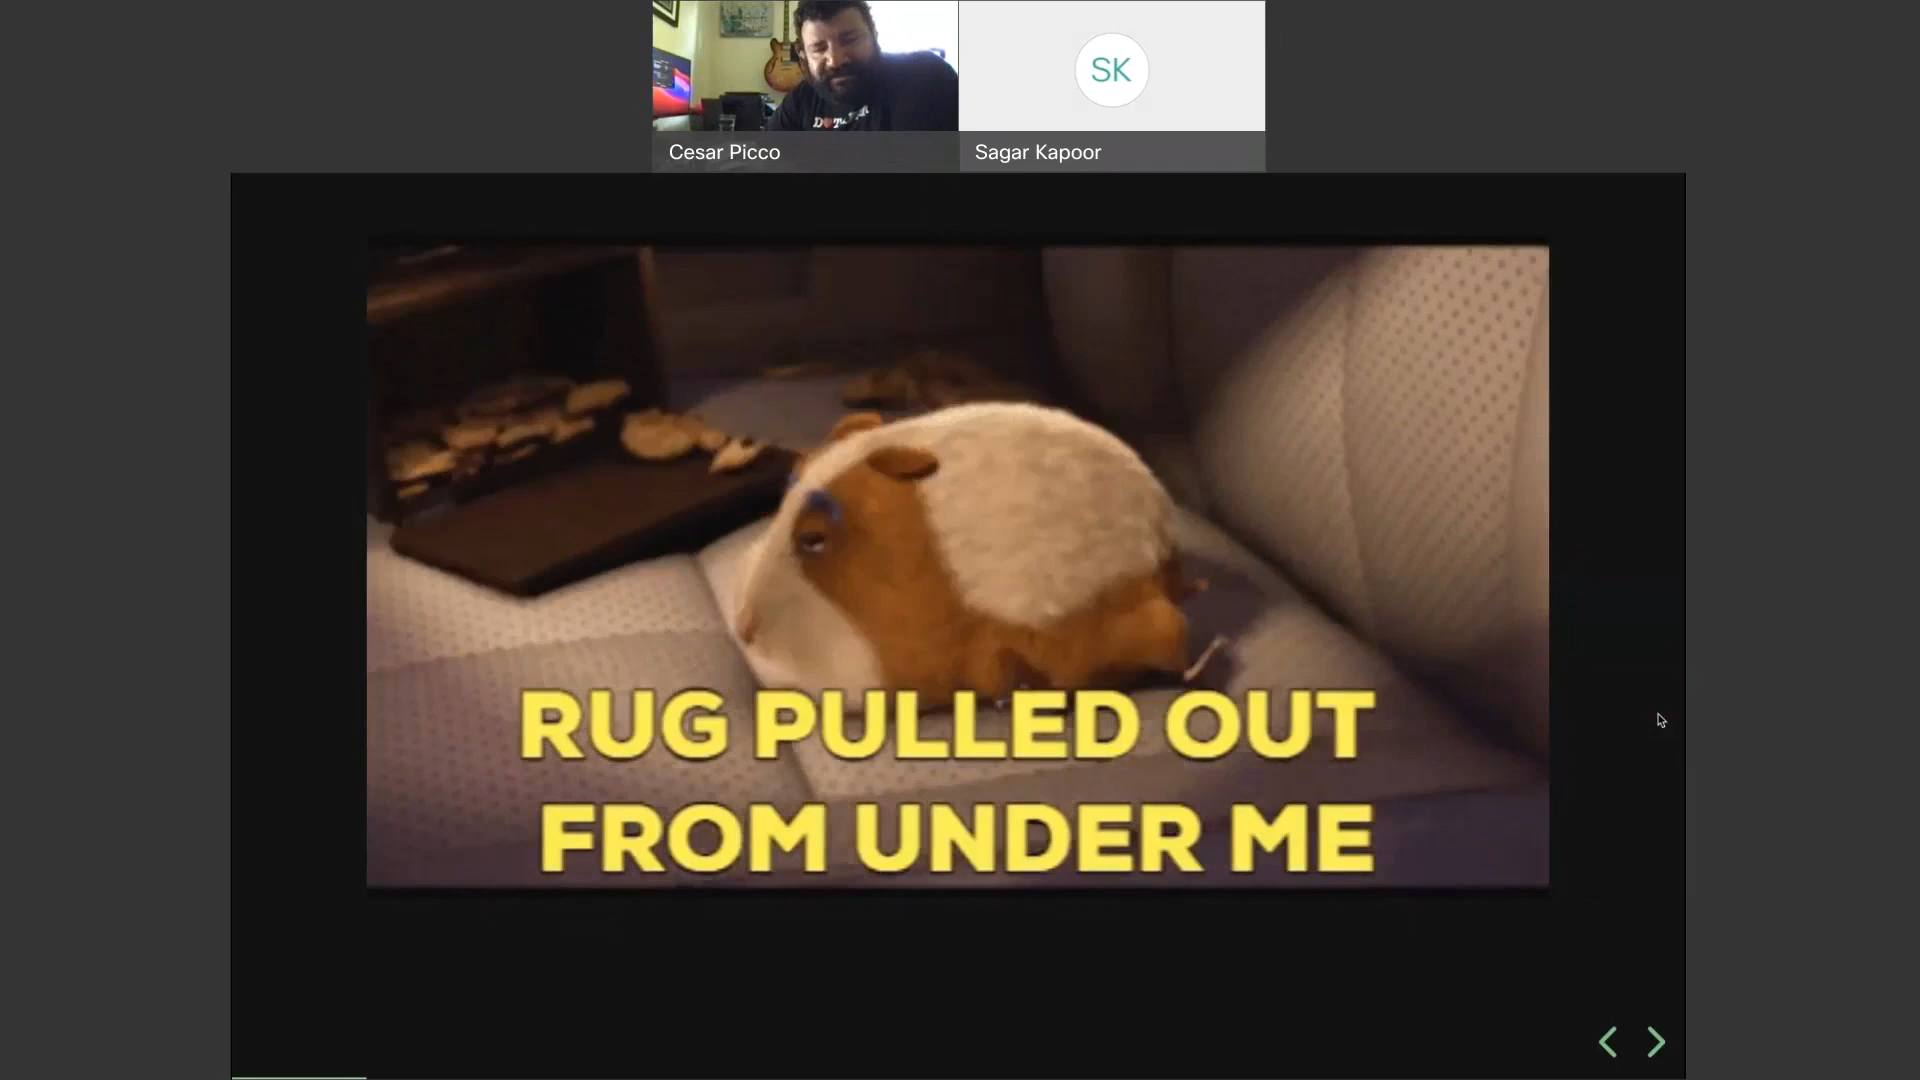 SK
Cesar Picco
Sagar Kapoor
RUG PULLED OUT
FROM UNDER ME